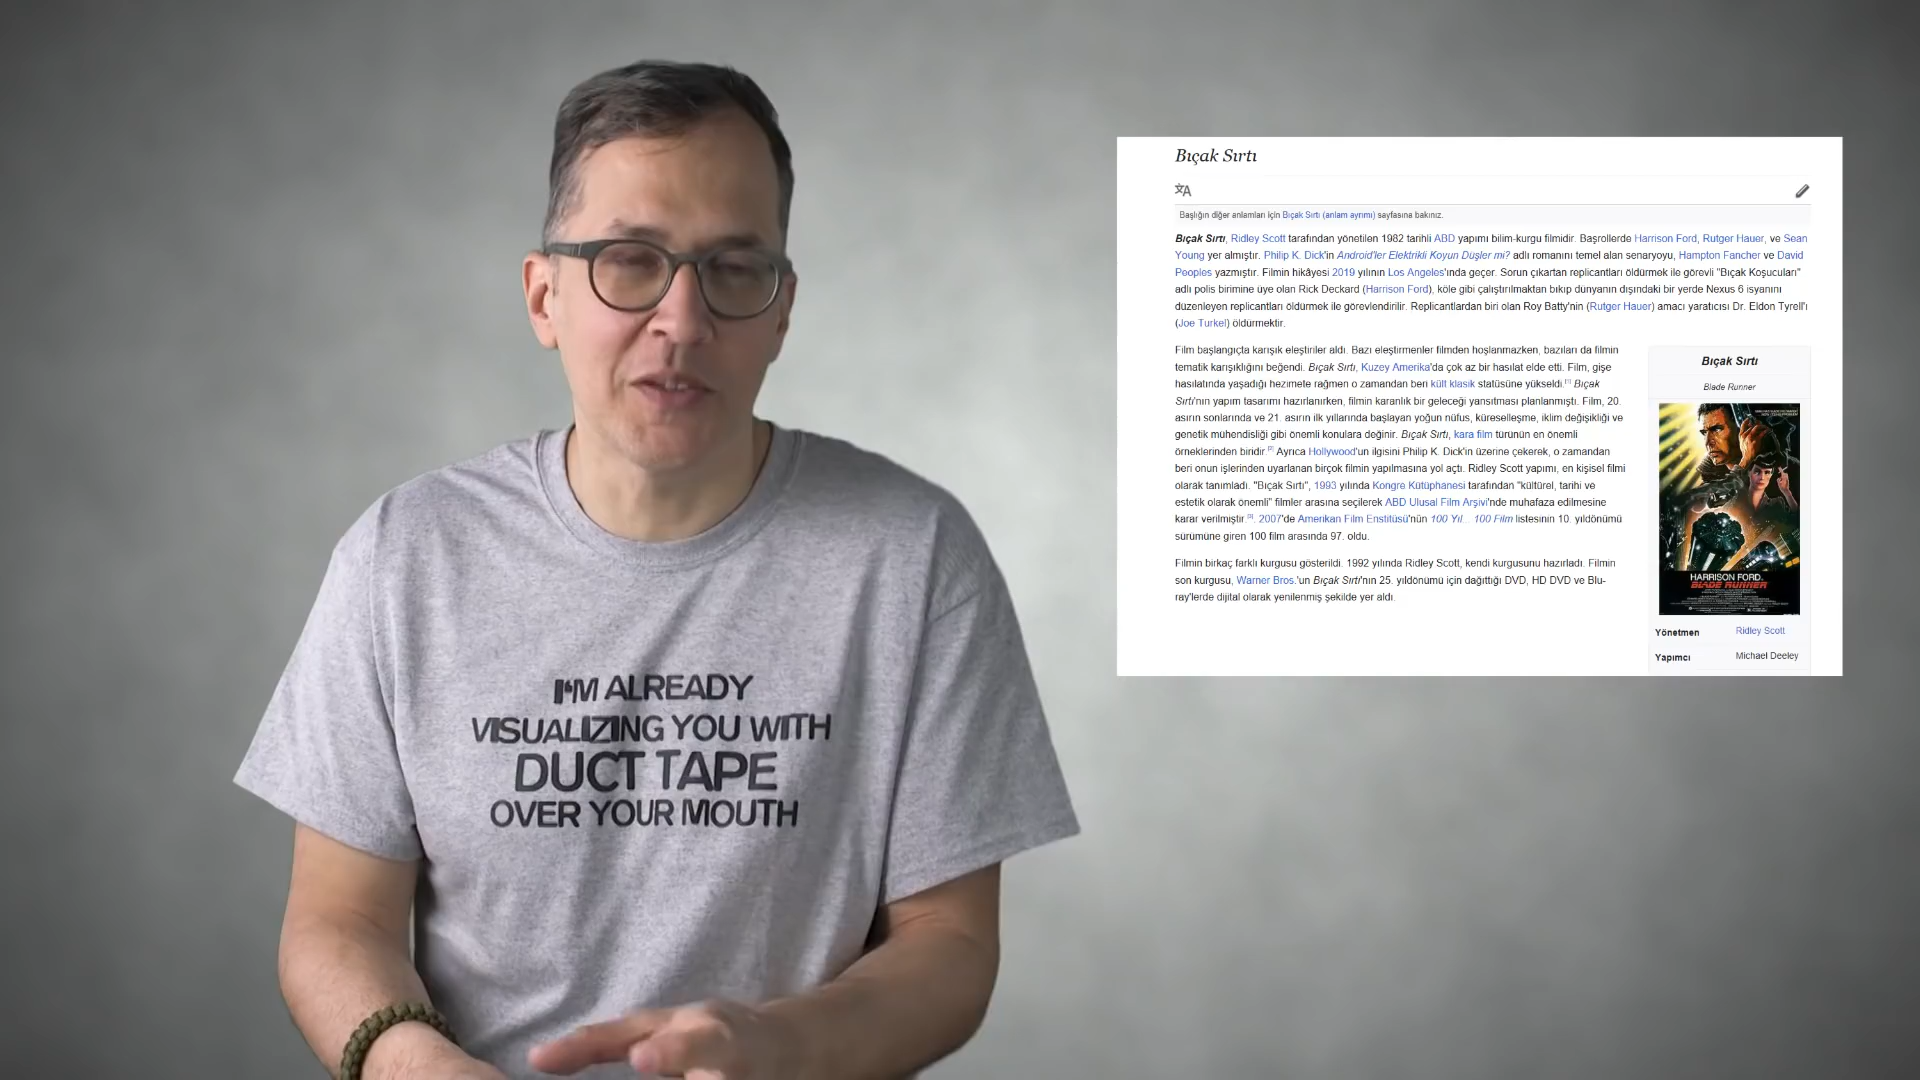 I'M ALREADY
VISUALIZING YOU WITH
DUCT TAPE
OVER YOUR MOUTH
Bıçak Sırtı
Başlığın diğer anlamları için Bıçak Sırtı (anlam ayrımı) sayfasına bakınız.
Bıçak Sırtı, Ridley Scott tarafından yönetilen 1982 tarihli ABD yapımı bilim-kurgu filmidir. Başrollerde Harrison Ford, Rutger Hauer, ve Sean
Young yer almıştır. Philip K. Dick'in Android'ler Elektrikli Koyun Düşler mi? adlı romanını temel alan senaryoyu, Hampton Fancher ve David
Peoples yazmıştır. Filmin hikâyesi 2019 yılının Los Angeles'ında geçer. Sorun çıkartan replicantları öldürmek ile görevli "Bıçak Koşucuları"
adlı polis birimine üye olan Rick Deckard (Harrison Ford), köle gibi çalıştırılmaktan bıkıp dünyanın dışındaki bir yerde Nexus 6 isyanını
düzenleyen replicantları öldürmek ile görevlendirilir. Replicantlardan biri olan Roy Batty'nin (Rutger Hauer) amacı yaratıcısı Dr. Eldon Tyrell'ı
(Joe Turkel) öldürmektir.
Film başlangıçta karışık eleştiriler aldı. Bazı eleştirmenler filmden hoşlanmazken, bazıları da filmin
tematik karışıklığını beğendi. Bıçak Sırtı, Kuzey Amerika'da çok az bir hasılat elde etti. Film, gişe
hasılatında yaşadığı hezimete rağmen o zamandan beri kült klasik statüsüne yükseldi.[1] Bıçak
Sırtı'nın yapım tasarımı hazırlanırken, filmin karanlık bir geleceği yansıtması planlanmıştı. Film, 20.
asırın sonlarında ve 21. asırın ilk yıllarında başlayan yoğun nüfus, küreselleşme, iklim değişikliği ve
genetik mühendisliği gibi önemli konulara değinir. Bıçak Sırtı, kara film türünün en önemli
örneklerinden biridir.[2] Ayrıca Hollywood'un ilgisini Philip K. Dick'in üzerine çekerek, o zamandan
beri onun işlerinden uyarlanan birçok filmin yapılmasına yol açtı. Ridley Scott yapımı, en kişisel filmi
olarak tanımladı. "Bıçak Sırtı", 1993 yılında Kongre Kütüphanesi tarafından "kültürel, tarihi ve
estetik olarak önemli" filmler arasına seçilerek ABD Ulusal Film Arşivi'nde muhafaza edilmesine
karar verilmiştir.[3]. 2007'de Amerikan Film Enstitüsü'nün 100 Yıl... 100 Film listesinin 10. yıldönümü
sürümüne giren 100 film arasında 97. oldu.
Filmin birkaç farklı kurgusu gösterildi. 1992 yılında Ridley Scott, kendi kurgusunu hazırladı. Filmin
son kurgusu, Warner Bros.'un Bıçak Sırtı'nın 25. yıldönümü için dağıttığı DVD, HD DVD ve Blu-
ray'lerde dijital olarak yenilenmiş şekilde yer aldı.
Bıçak Sırtı
Blade Runner
HARRISON FORD
BLADE RUNNER
Yönetmen Ridley Scott
Yapımcı Michael Deeley